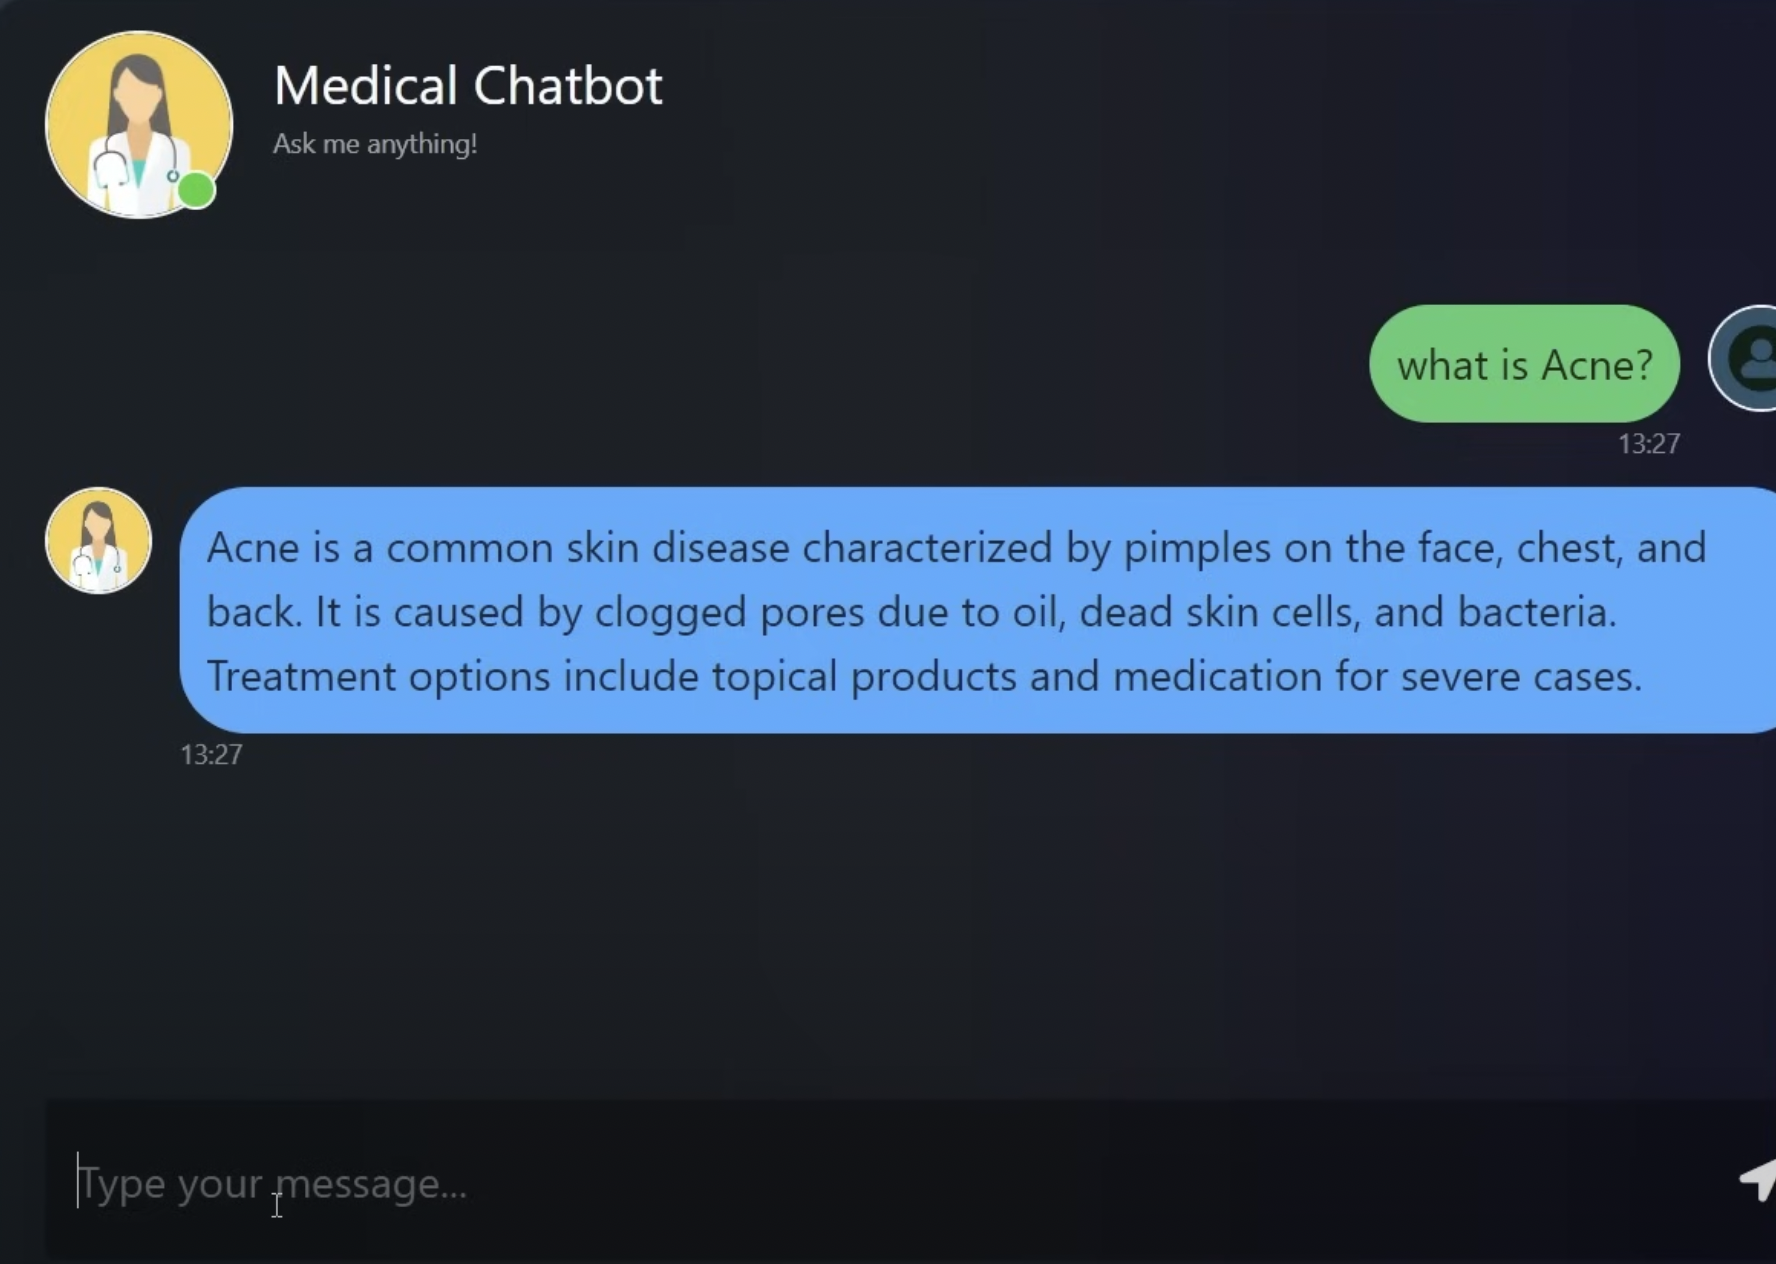 Medical Chatbot
Ask me anything!
what is Acne?
13:27
Acne is a common skin disease characterized by pimples on the face, chest, and
back. It is caused by clogged pores due to oil, dead skin cells, and bacteria.
Treatment options include topical products and medication for severe cases.
13:27
Type your message...